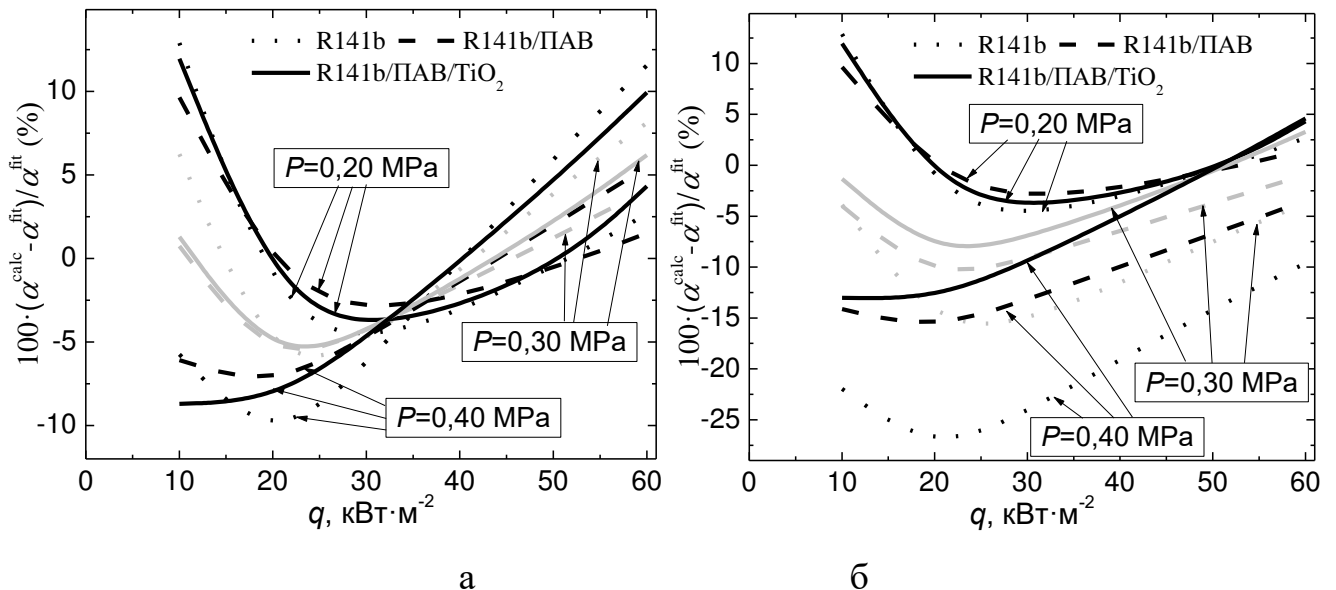 R141b R141b/ПАВ
R141b/ПАВ/TiO₂
100·(α^calc-α^fit)/α^fit (%)
10
5
0
-5
-10
P=0,20 MPa
P=0,30 MPa
P=0,40 MPa
0 10 20 30 40 50 60
q, кВт·м⁻²
а
R141b R141b/ПАВ
R141b/ПАВ/TiO₂
100·(α^calc-α^fit)/α^fit (%)
10
5
0
-5
-10
-15
-20
-25
P=0,20 MPa
P=0,30 MPa
P=0,40 MPa
0 10 20 30 40 50 60
q, кВт·м⁻²
б